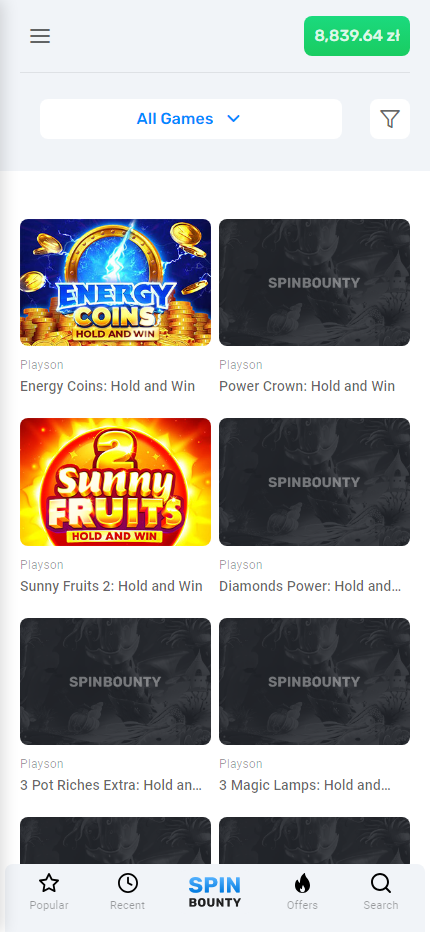 8,839.64 zł
All Games
ENERGY
COINS
HOLD AND WIN
SPINBOUNTY
Playson
Playson
Energy Coins: Hold and Win
Power Crown: Hold and Win
2
Sunny
FRUITS
HOLD AND WIN
SPINBOUNTY
Playson
Playson
Sunny Fruits 2: Hold and Win
Diamonds Power: Hold and...
SPINBOUNTY
SPINBOUNTY
Playson
Playson
3 Pot Riches Extra: Hold an...
3 Magic Lamps: Hold and...
SPIN
BOUNTY
Popular
Recent
Offers
Search